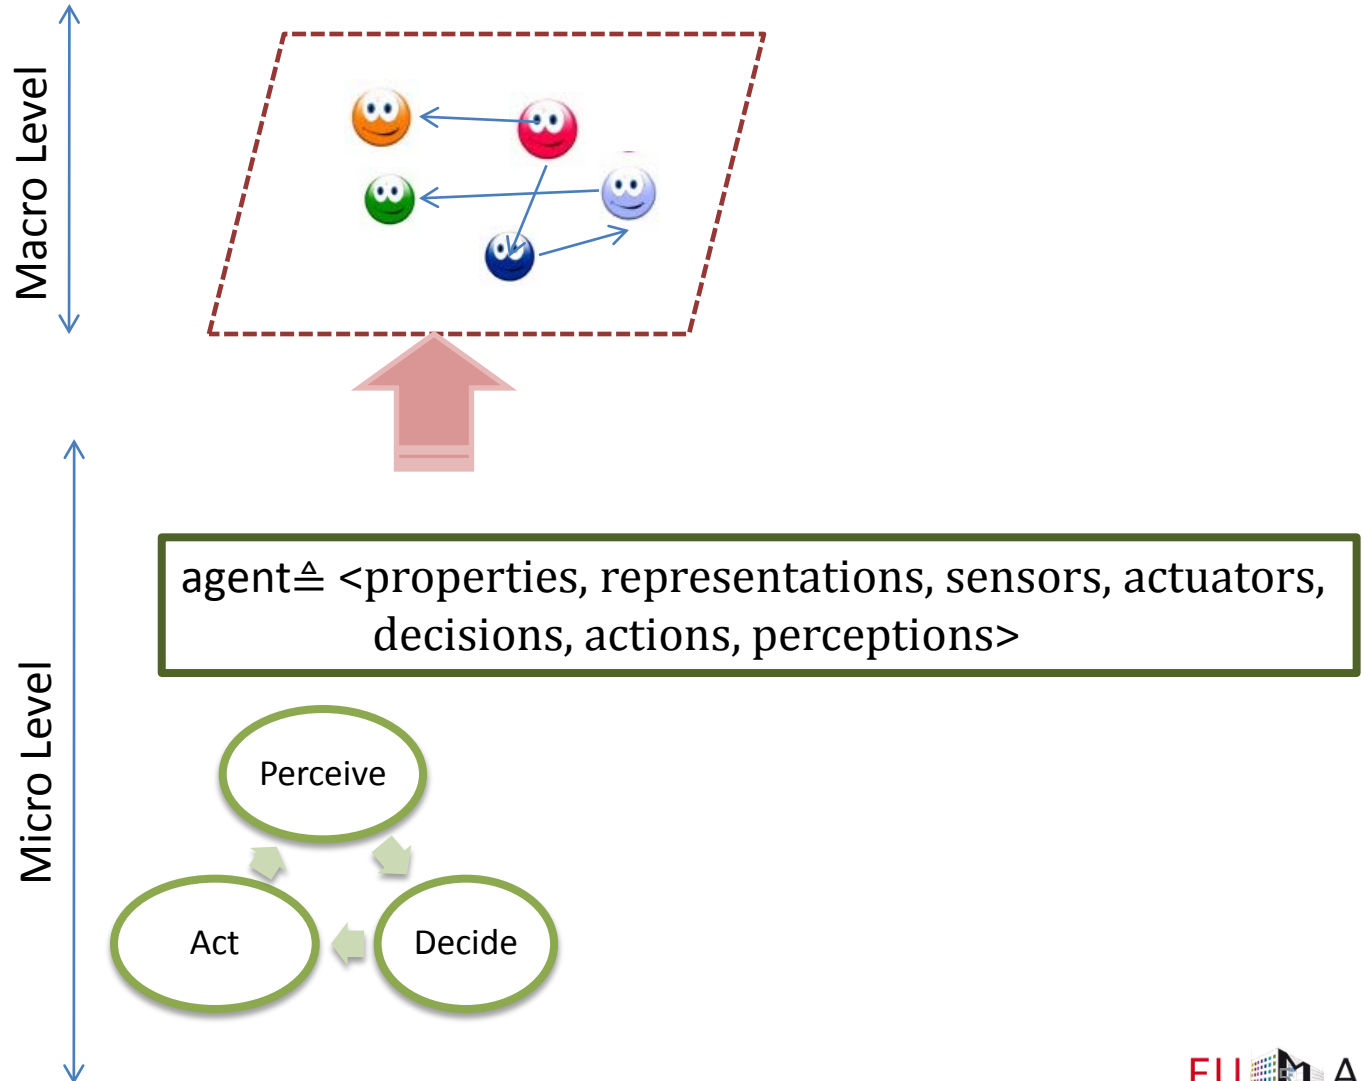 Macro Level
agent≜ <properties, representations, sensors, actuators,
decisions, actions, perceptions>
Micro Level
Perceive
Act
Decide